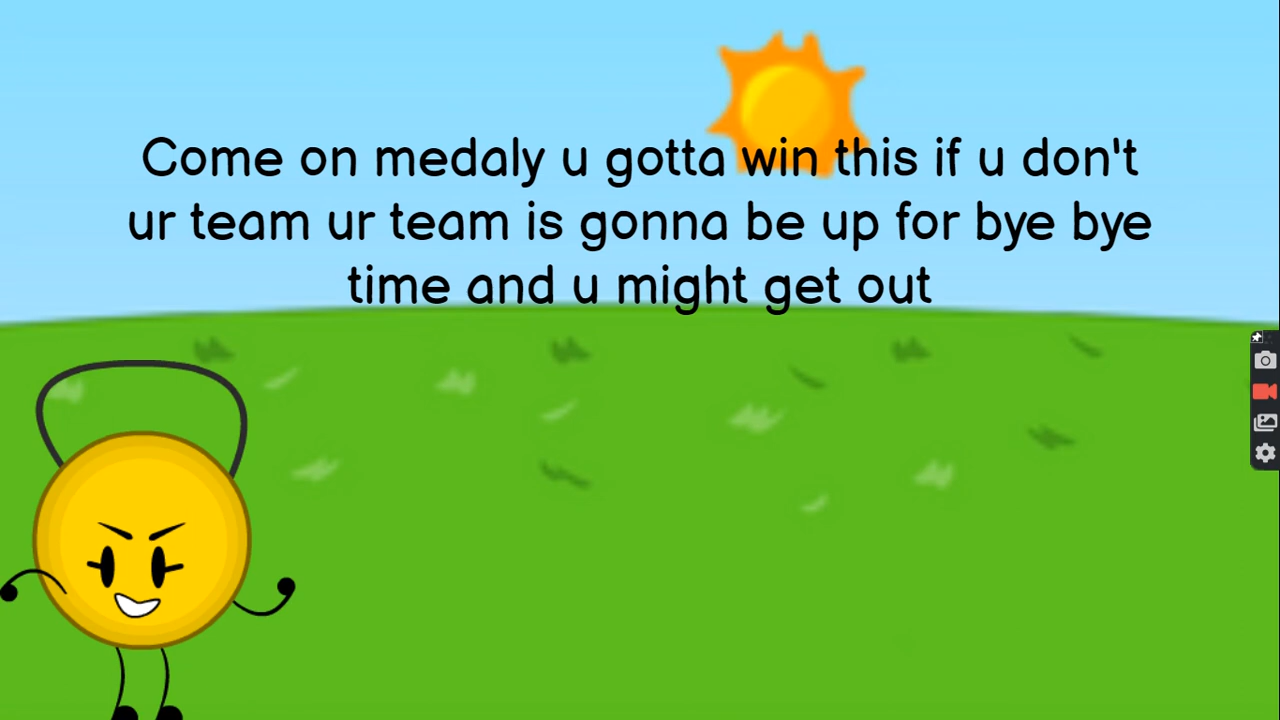 Come on medaly u gotta win this if u don't
ur team ur team is gonna be up for bye bye
time and u might get out